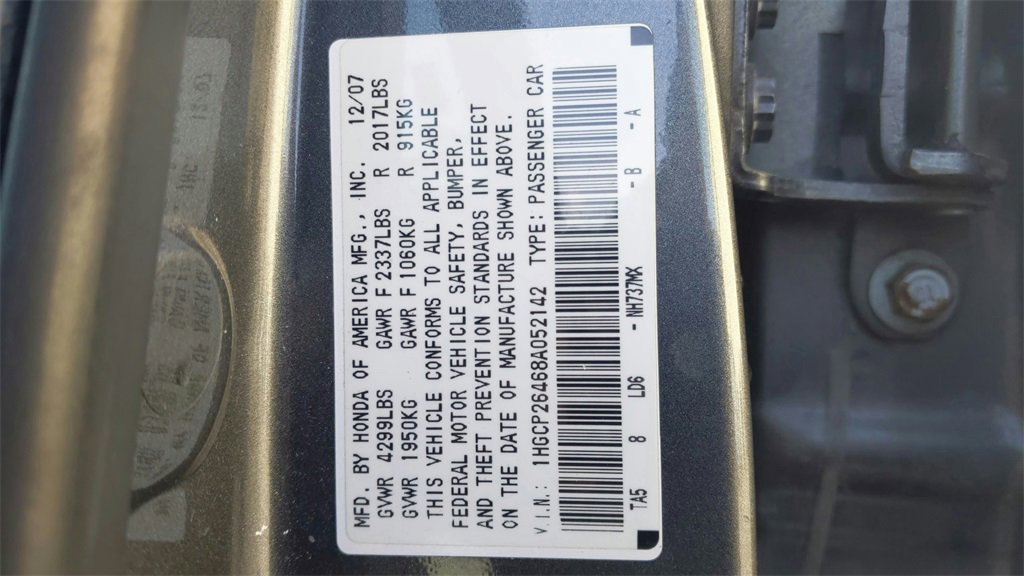 MFD. BY HONDA OF AMERICA MFG., INC. 12/07
GVWR 4299LBS GAWR F 2337LBS R 2017LBS
GVWR 1950KG GAWR F 1060KG R 915KG
THIS VEHICLE CONFORMS TO ALL APPLICABLE
FEDERAL MOTOR VEHICLE SAFETY, BUMPER,
AND THEFT PREVENTION STANDARDS IN EFFECT
ON THE DATE OF MANUFACTURE SHOWN ABOVE.
V.I.N.: 1HGCP26468A052142 TYPE: PASSENGER CAR
TA5 8 LD6 - NH737MX - B - A